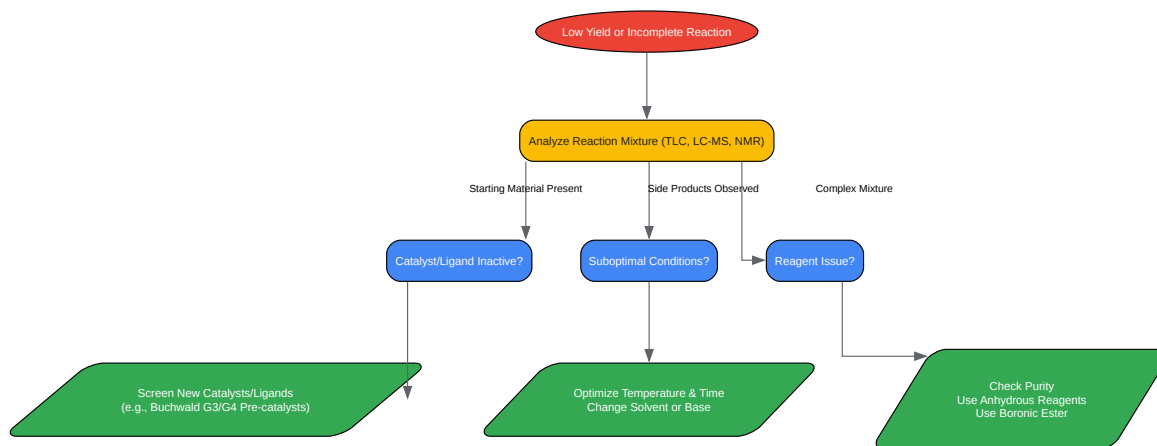 Low Yield or Incomplete Reaction
Analyze Reaction Mixture (TLC, LC-MS, NMR)
Starting Material Present
Side Products Observed
Complex Mixture
Catalyst/Ligand Inactive?
Suboptimal Conditions?
Reagent Issue?
Screen New Catalysts/Ligands
(e.g., Buchwald G3/G4 Pre-catalysts)
Optimize Temperature & Time
Change Solvent or Base
Check Purity
Use Anhydrous Reagents
Use Boronic Ester